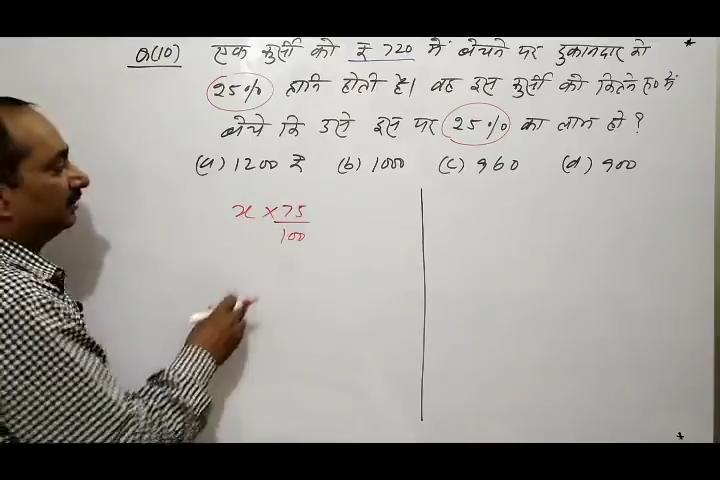 Q(10) एक कुर्सी को ₹ 720 में बेचने पर दुकानदार को
25% हानि होती है। वह इस कुर्सी को कितने रु० में
बेचे कि उसे इस पर 25% का लाभ हो ?
(a) 1200 ₹ (b) 1000 (c) 960 (d) 900
x × 75
100